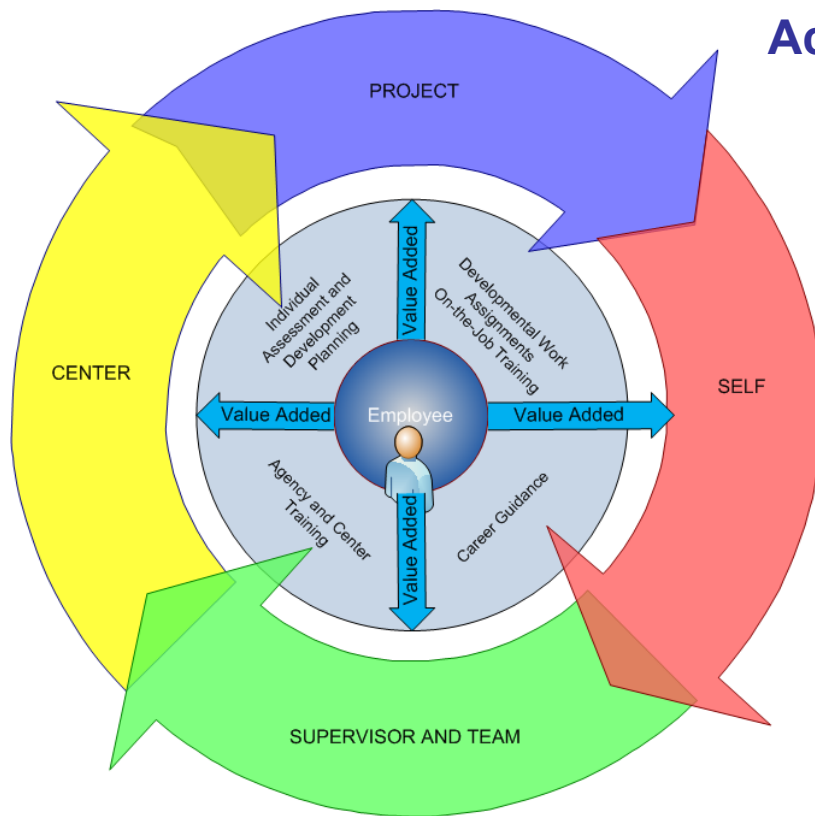 Ac
PROJECT
CENTER
SELF
SUPERVISOR AND TEAM
Individual
Assessment and
Development
Planning
Value Added
Developmental Work
Assignments
On-the-Job Training
Value Added
Employee
Value Added
Agency and Center
Training
Value Added
Career Guidance